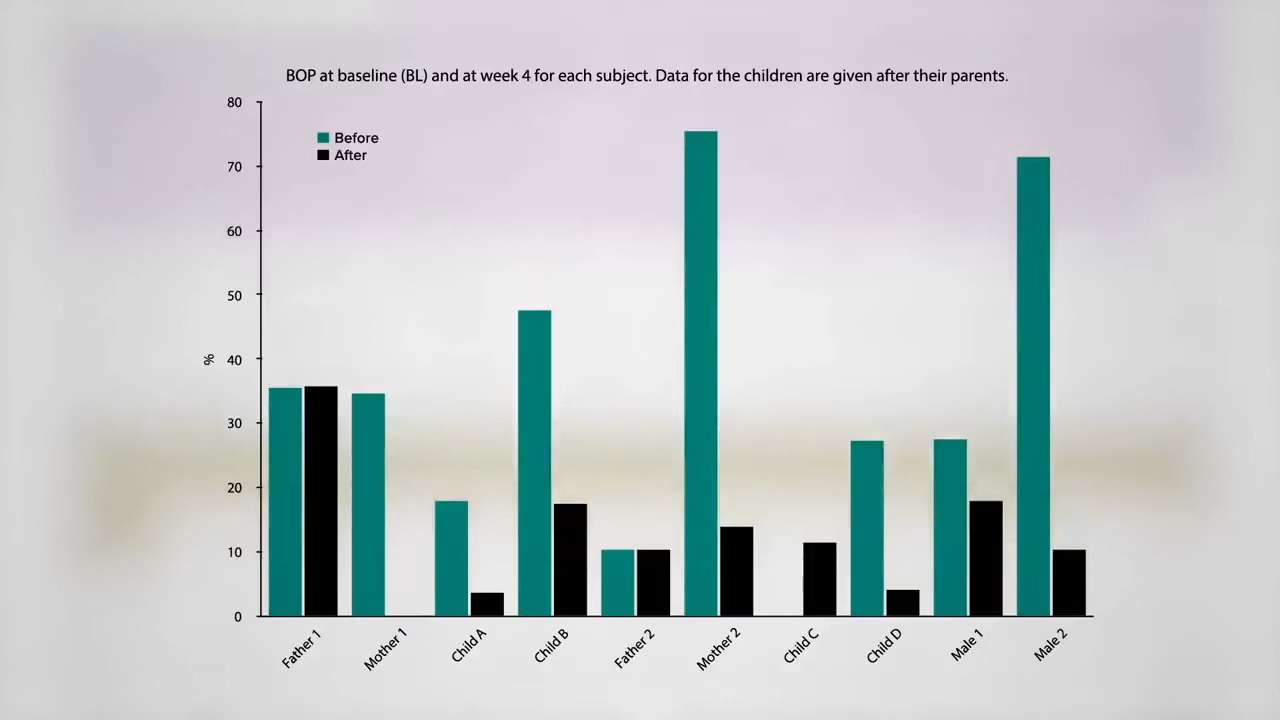 BOP at baseline (BL) and at week 4 for each subject. Data for the children are given after their parents.
80
Before
After
70
60
50
%
40
30
20
10
0
Father 1
Mother 1
Child A
Child B
Father 2
Mother 2
Child C
Child D
Male 1
Male 2